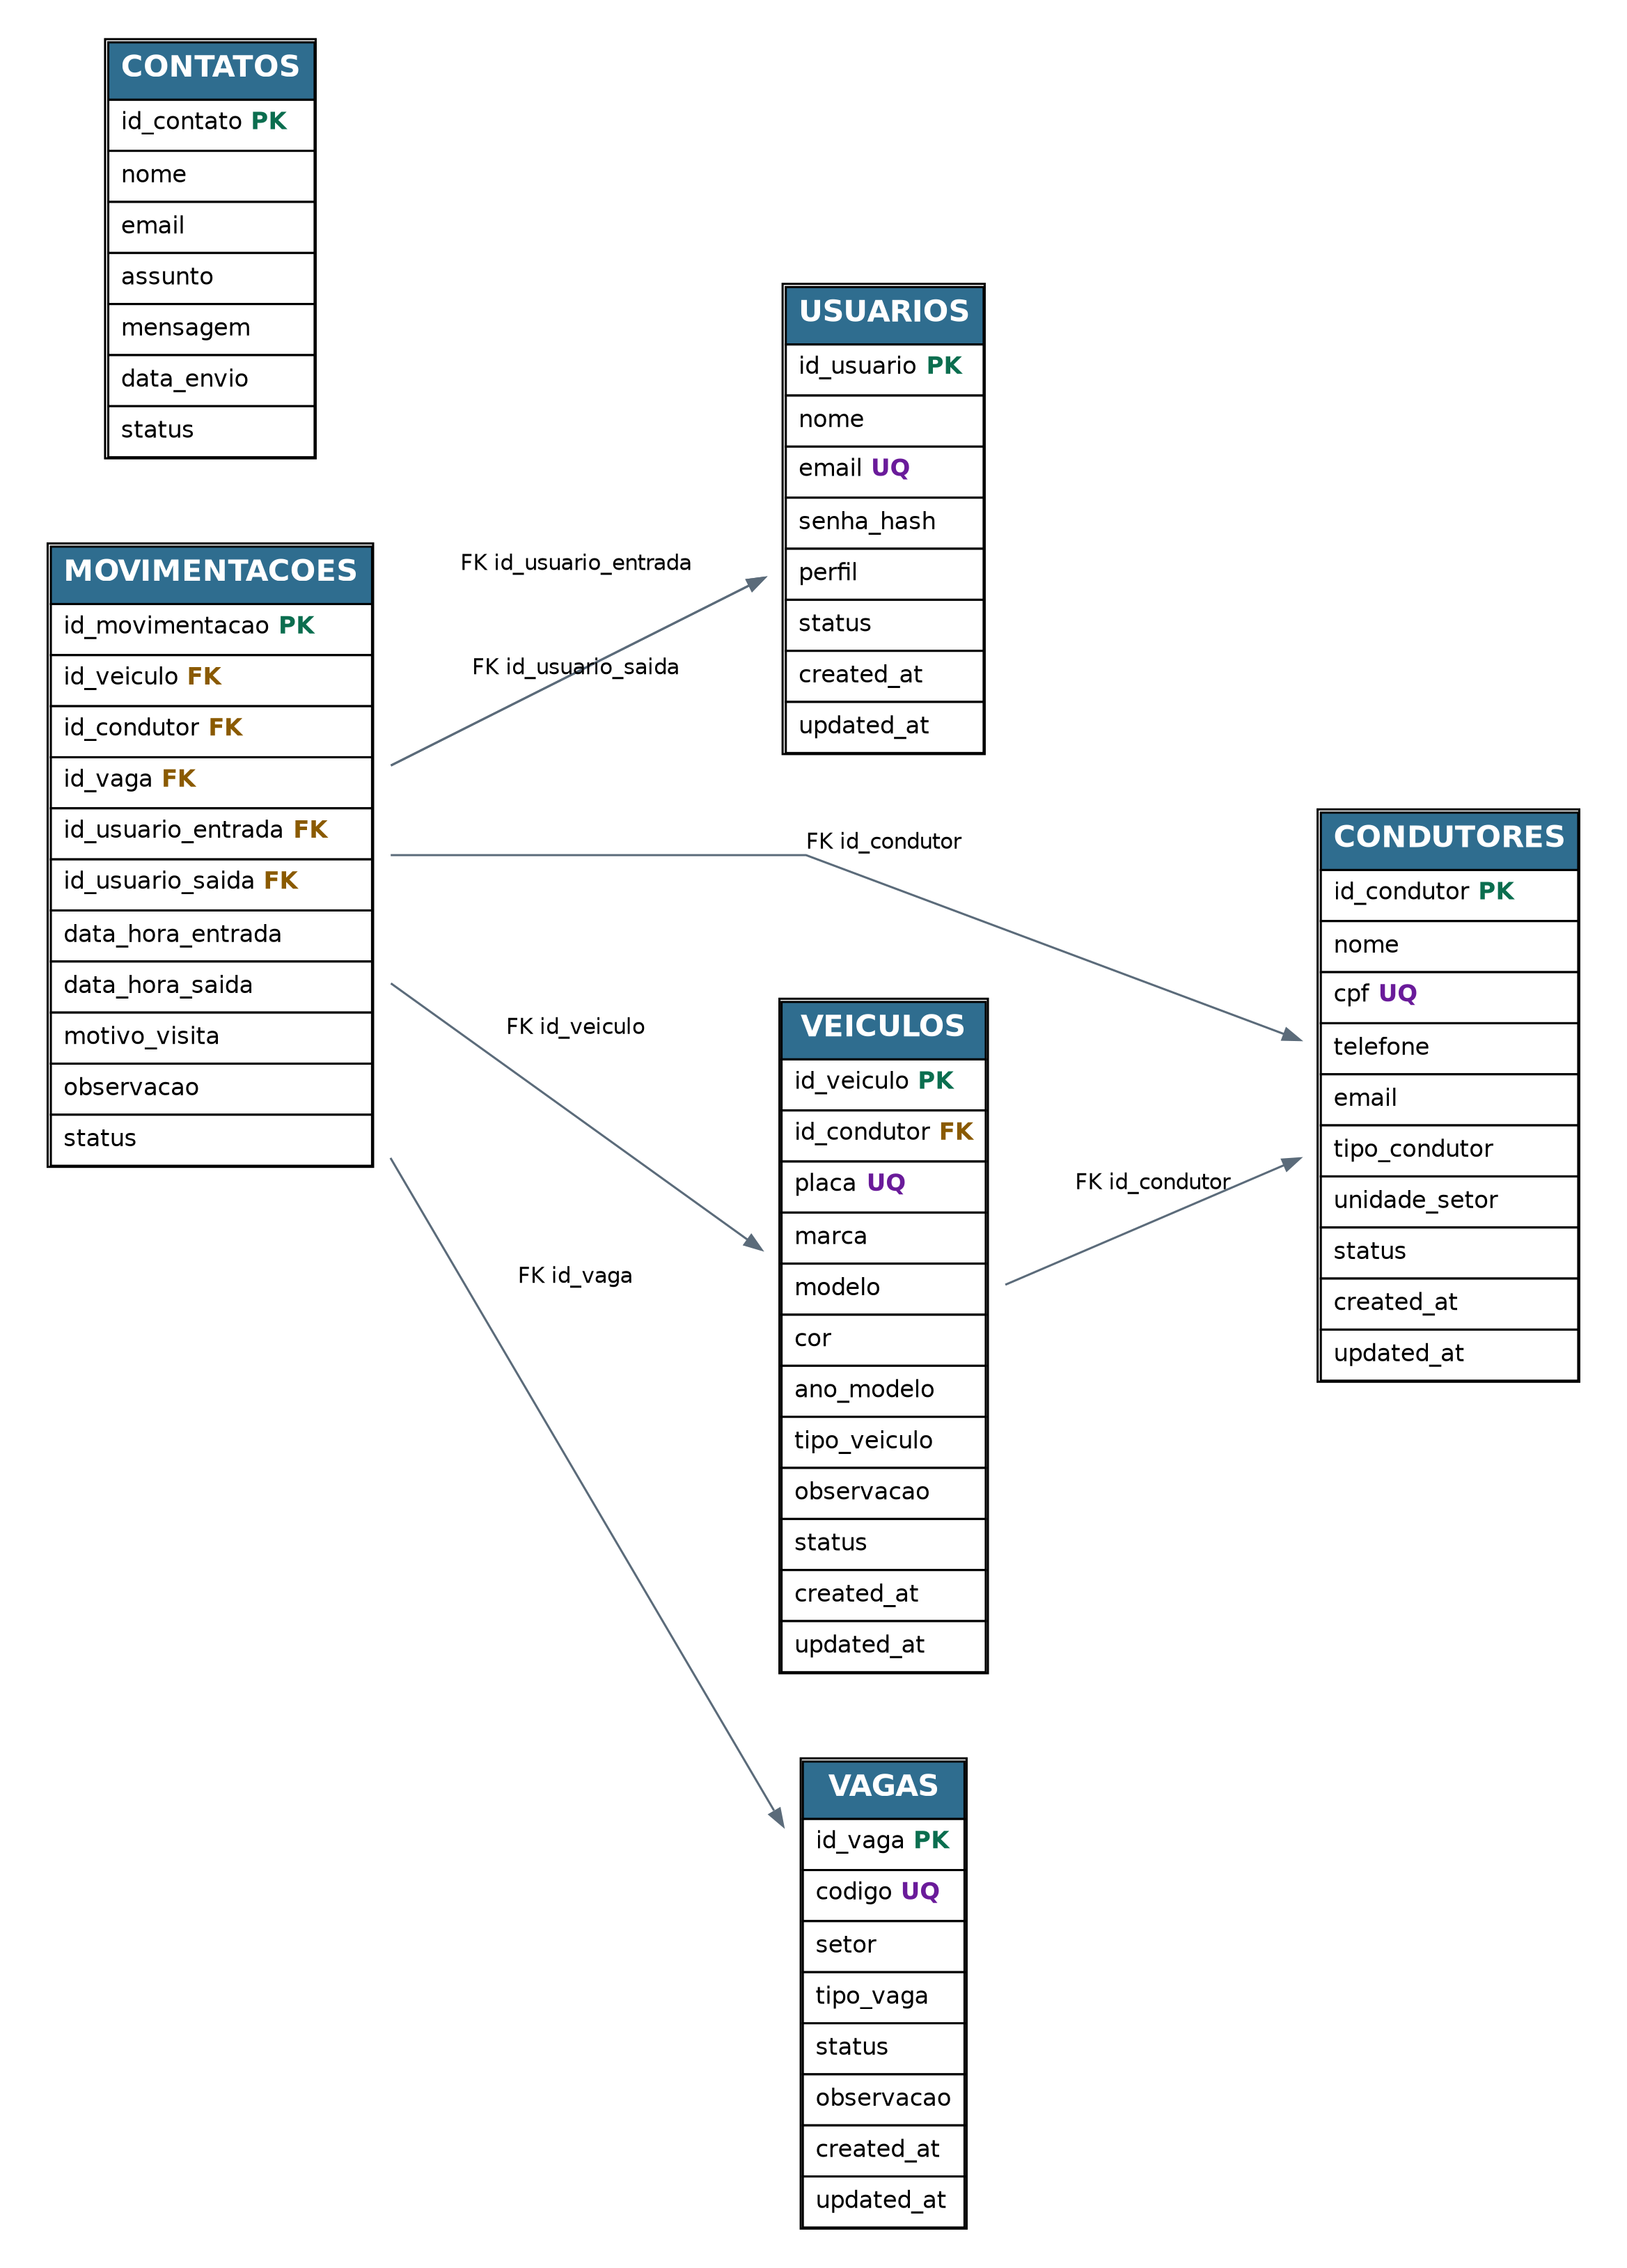 CONTATOS
id_contato PK
nome
email
assunto
mensagem
data_envio
status
MOVIMENTACOES
id_movimentacao PK
id_veiculo FK
id_condutor FK
id_vaga FK
id_usuario_entrada FK
id_usuario_saida FK
data_hora_entrada
data_hora_saida
motivo_visita
observacao
status
FK id_usuario_entrada
FK id_usuario_saida
FK id_condutor
FK id_veiculo
FK id_vaga
USUARIOS
id_usuario PK
nome
email UQ
senha_hash
perfil
status
created_at
updated_at
VEICULOS
id_veiculo PK
id_condutor FK
placa UQ
marca
modelo
cor
ano_modelo
tipo_veiculo
observacao
status
created_at
updated_at
FK id_condutor
CONDUTORES
id_condutor PK
nome
cpf UQ
telefone
email
tipo_condutor
unidade_setor
status
created_at
updated_at
VAGAS
id_vaga PK
codigo UQ
setor
tipo_vaga
status
observacao
created_at
updated_at